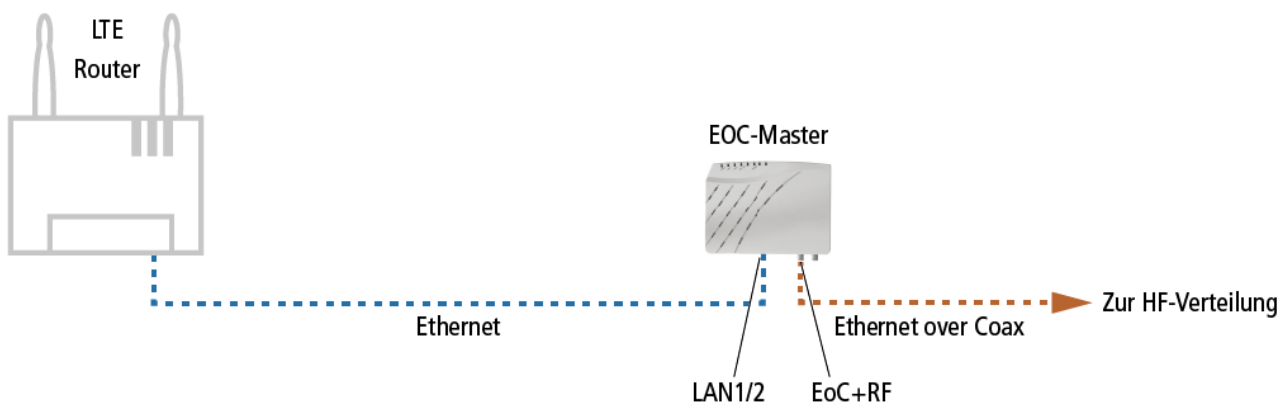 LTE
Router
EOC-Master
Ethernet
Ethernet over Coax
Zur HF-Verteilung
LAN1/2
EoC+RF